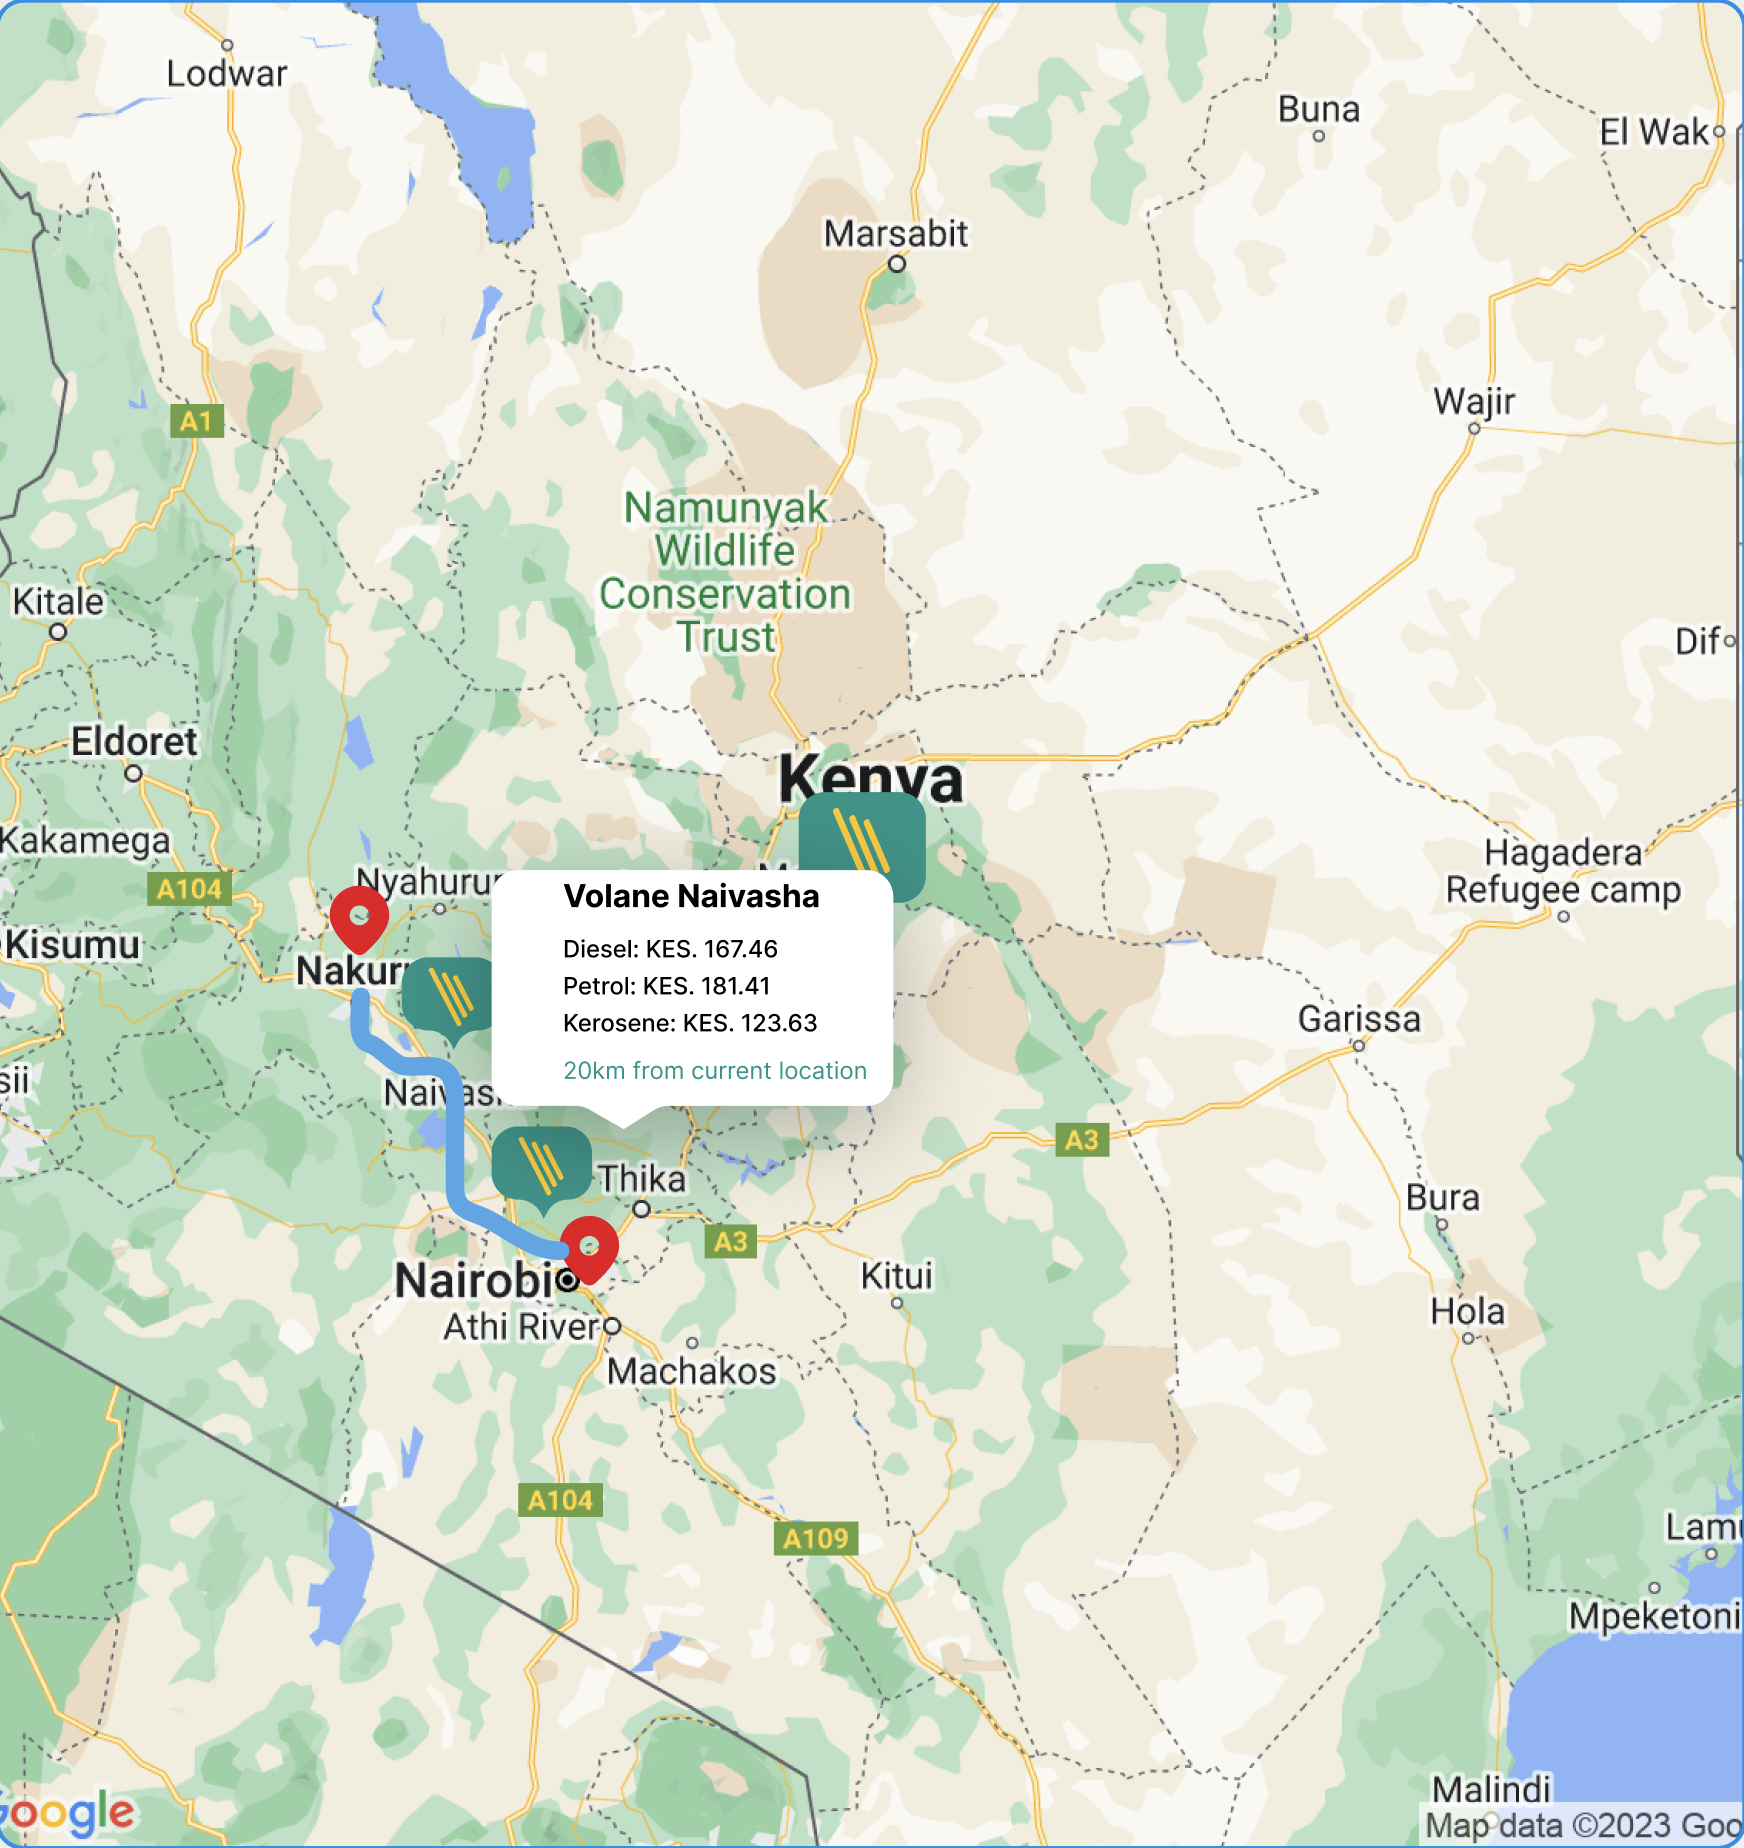 Lodwar
Buna
El Wak
Marsabit
A1
Wajir
Namunyak
Wildlife
Conservation
Trust
Kitale
Dif
Eldoret
Kenya
Kakamega
Hagadera
Refugee camp
A104
Nyahurur
Volane Naivasha
Kisumu
Diesel: KES. 167.46
Nakuru
Petrol: KES. 181.41
Kerosene: KES. 123.63
Garissa
20km from current location
sii
Naivas
A3
Thika
Bura
A3
Nairobi
Kitui
Athi River
Hola
Machakos
A104
A109
Lamu
Mpeketoni
Malindi
Google
Map data ©2023 Goo